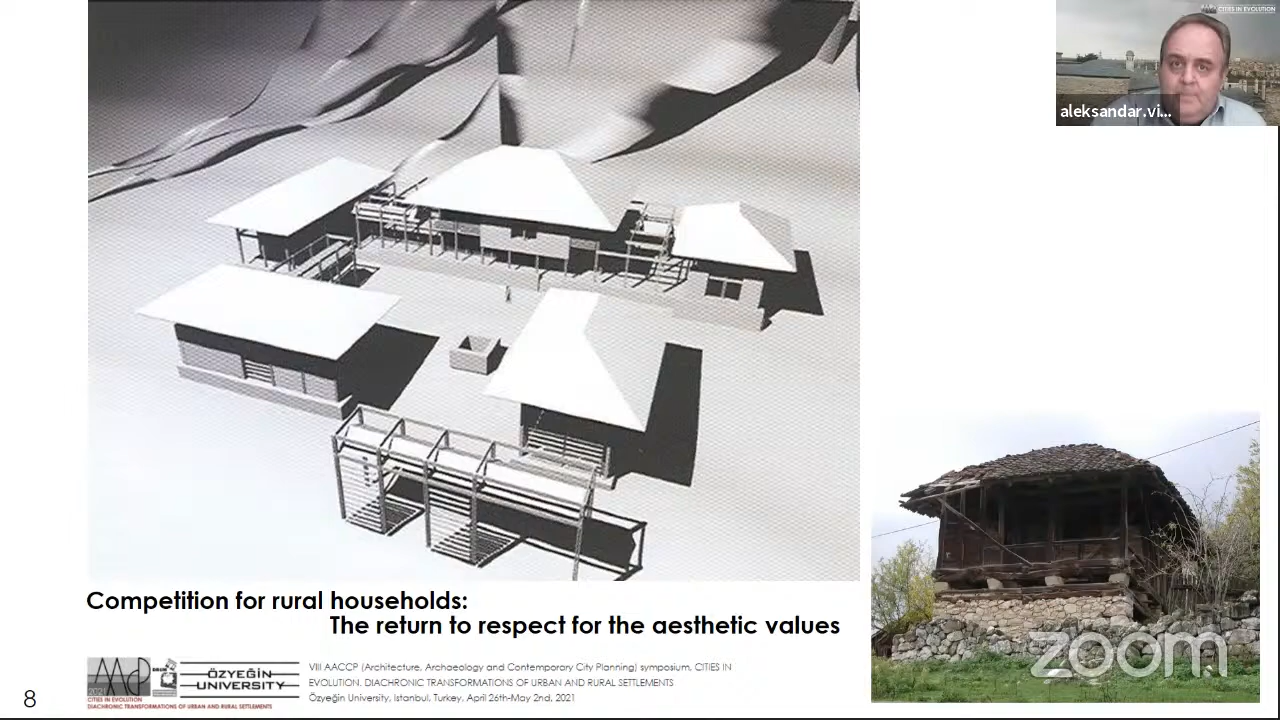 CITIES IN EVOLUTION
aleksandar.vi...
Competition for rural households:
The return to respect for the aesthetic values
zoom
ÖZYEĞİN
UNIVERSITY
CITIES IN EVOLUTION
DIACHRONIC TRANSFORMATIONS OF URBAN AND RURAL SETTLEMENTS
VIII AACCP (Architecture, Archaeology and Contemporary City Planning) symposium, CITIES IN
EVOLUTION. DIACHRONIC TRANSFORMATIONS OF URBAN AND RURAL SETTLEMENTS
Özyeğin University, Istanbul, Turkey, April 26th-May 2nd, 2021
8